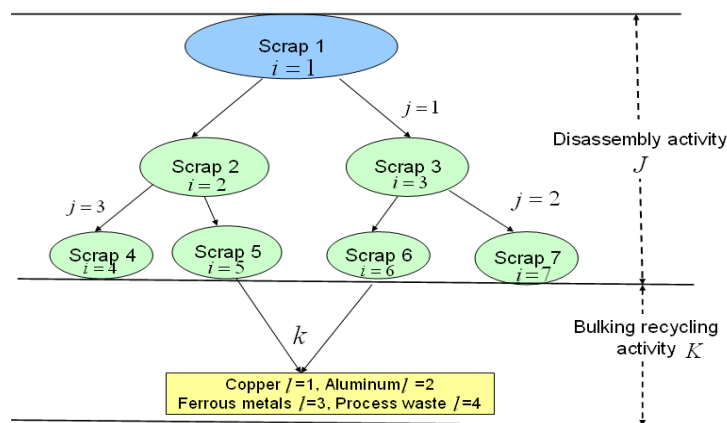 Scrap 1
i = 1
j = 1
Disassembly activity
J
Scrap 2
i = 2
Scrap 3
i = 3
j = 3
j = 2
Scrap 4
i = 4
Scrap 5
i = 5
Scrap 6
i = 6
Scrap 7
i = 7
k
Bulking recycling
activity K
Copper l =1, Aluminum l =2
Ferrous metals l =3, Process waste l =4